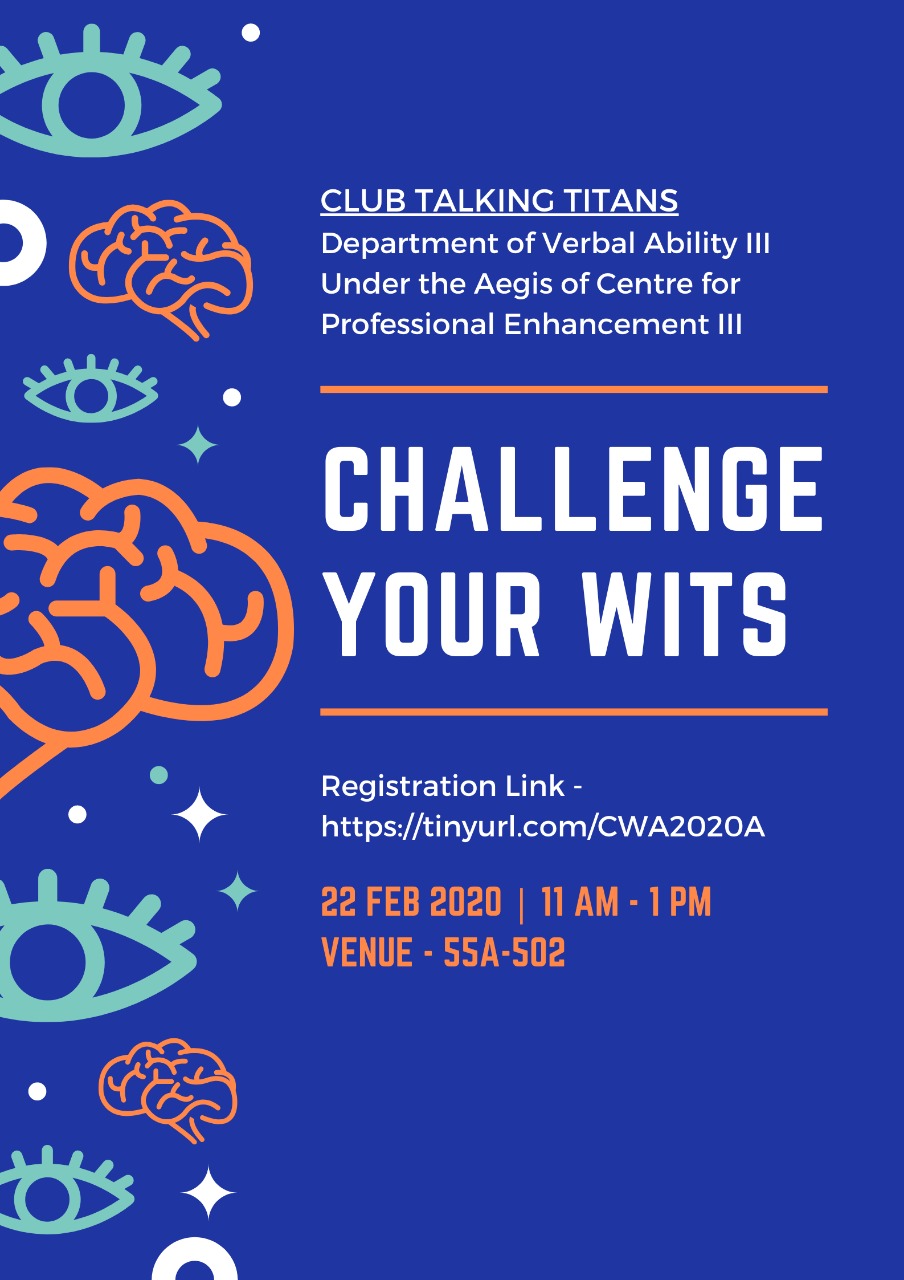 CLUB TALKING TITANS
Department of Verbal Ability III
Under the Aegis of Centre for
Professional Enhancement III
CHALLENGE
YOUR WITS
Registration Link -
https://tinyurl.com/CWA2020A
22 FEB 2020 | 11 AM - 1 PM
VENUE - 55A-502